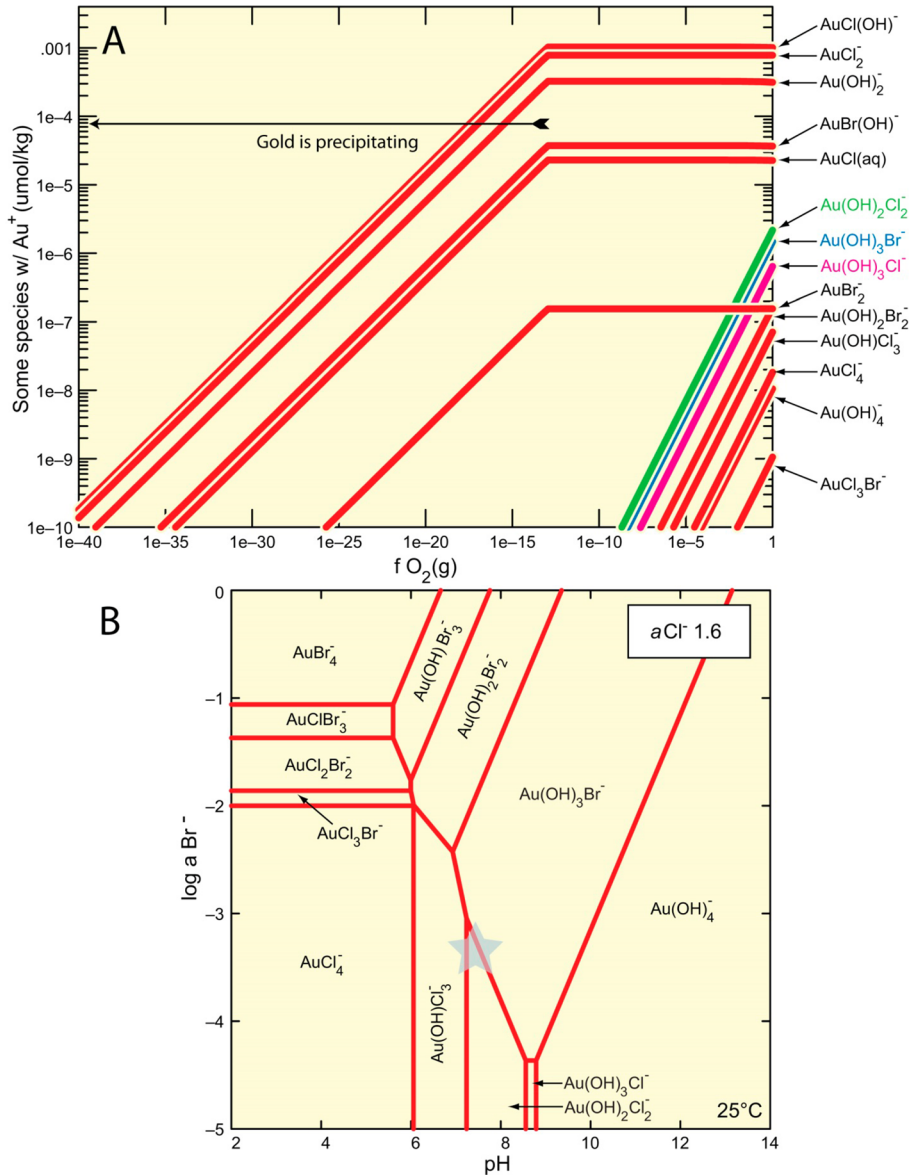 A
.001
1e–4
1e–5
1e–6
1e–7
1e–8
1e–9
1e–10
Some species w/ Au⁺ (umol/kg)
Gold is precipitating
AuCl(OH)⁻
AuCl₂⁻
Au(OH)₂⁻
AuBr(OH)⁻
AuCl(aq)
Au(OH)₂Cl₂⁻
Au(OH)₃Br⁻
Au(OH)₃Cl⁻
AuBr₂⁻
Au(OH)₂Br₂⁻
Au(OH)Cl₃⁻
AuCl₄⁻
Au(OH)₄⁻
AuCl₃Br⁻
1e–40 1e–35 1e–30 1e–25 1e–20 1e–15 1e–10 1e–5 1
f O₂(g)
B
0
–1
–2
–3
–4
–5
log a Br⁻
aCl⁻ 1.6
AuBr₄⁻
Au(OH)Br₃⁻
Au(OH)₂Br₂⁻
AuClBr₃⁻
AuCl₂Br₂⁻
AuCl₃Br⁻
Au(OH)₃Br⁻
Au(OH)₄⁻
AuCl₄⁻
Au(OH)Cl₃⁻
Au(OH)₃Cl⁻
Au(OH)₂Cl₂⁻
25°C
2 4 6 8 10 12 14
pH